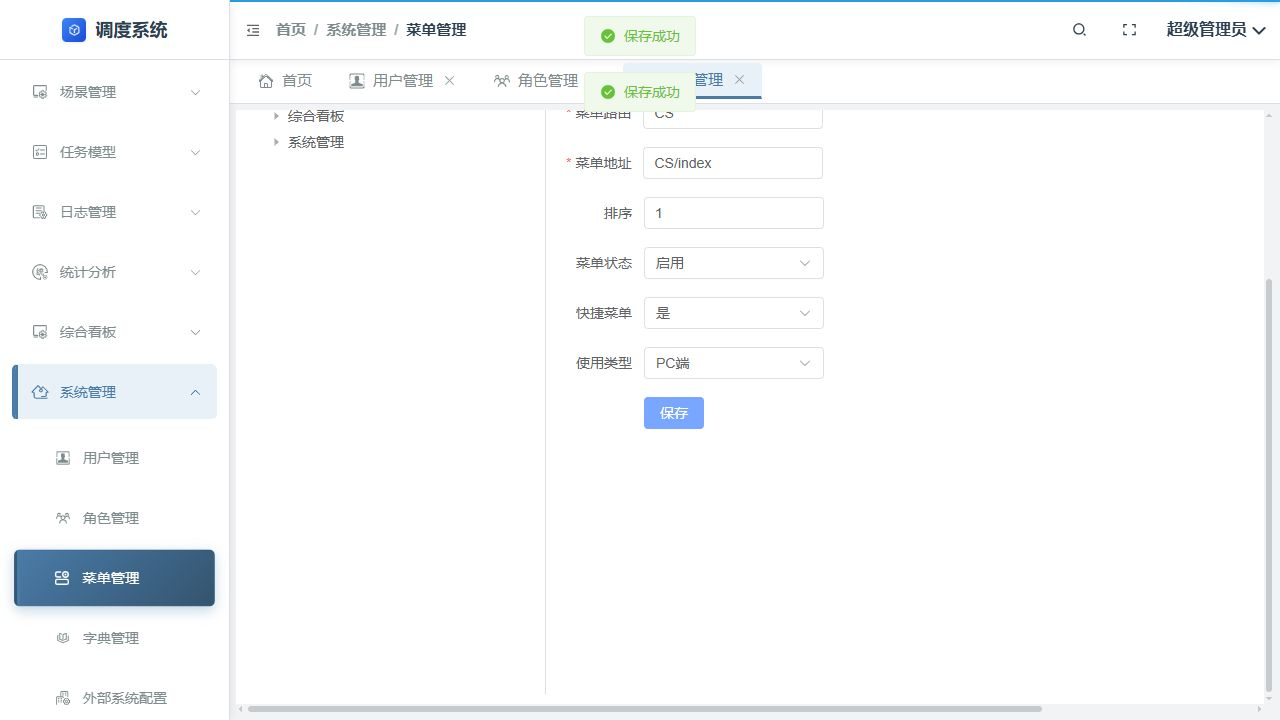 调度系统
首页 / 系统管理 / 菜单管理
保存成功
超级管理员
首页
用户管理
角色管理
管理
保存成功
场景管理
任务模型
日志管理
统计分析
综合看板
系统管理
用户管理
角色管理
菜单管理
字典管理
外部系统配置
综合看板
系统管理
* 菜单路由 CS
* 菜单地址 CS/index
排序 1
菜单状态 启用
快捷菜单 是
使用类型 PC端
保存